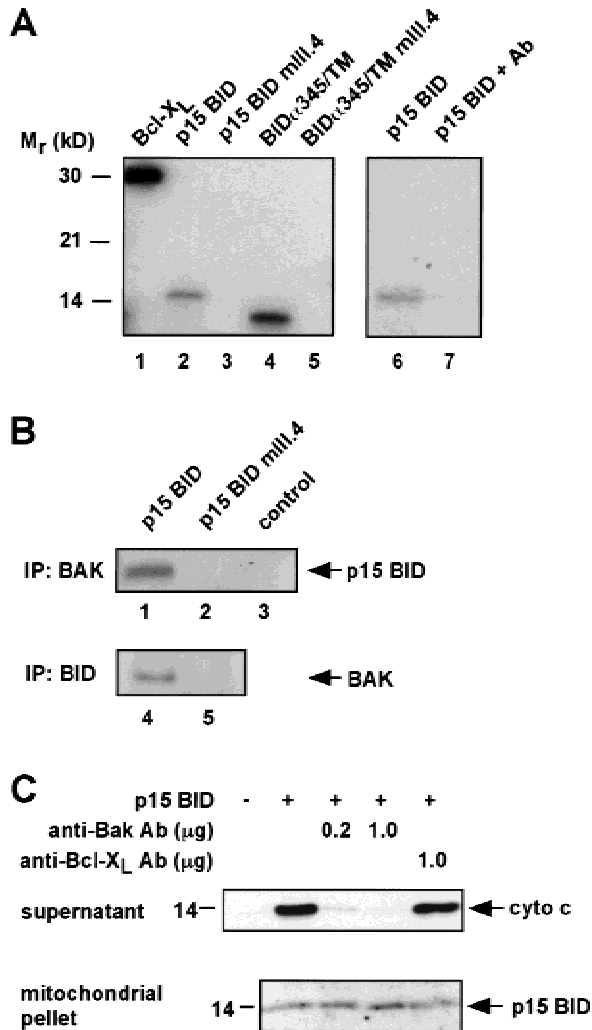 A
Bcl-XL
p15 BID
p15 BID mIII.4
BIDα345/TM
BIDα345/TM mIII.4
p15 BID
p15 BID + Ab
Mr (kD)
30
21
14
1 2 3 4 5 6 7
B
p15 BID
p15 BID mIII.4
control
IP: BAK
p15 BID
1 2 3
IP: BID
BAK
4 5
C
p15 BID - + + + +
anti-Bak Ab (μg) 0.2 1.0
anti-Bcl-XL Ab (μg) 1.0
supernatant 14 cyto c
mitochondrial
pellet 14 p15 BID